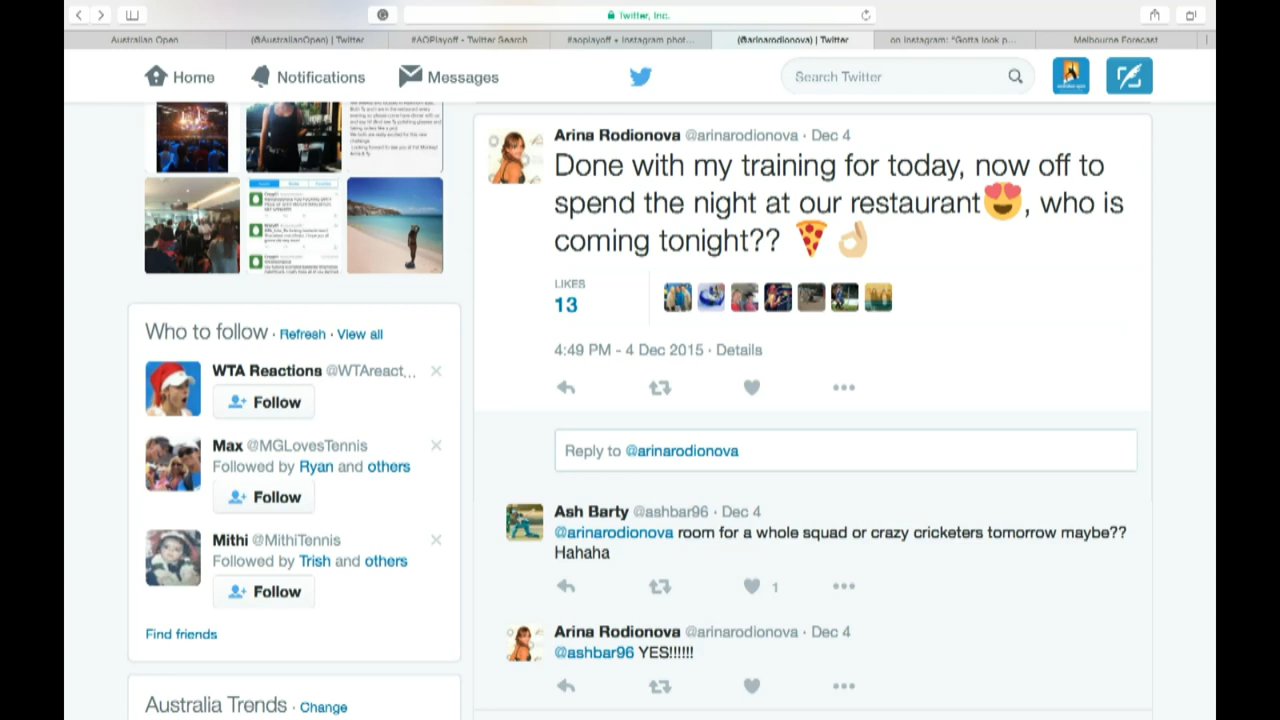 Twitter, Inc.
Australian Open
(@AustralianOpen) | Twitter
#AOPlayoff - Twitter Search
#aoplayoff • Instagram phot...
(@arinarodionova) | Twitter
on Instagram: "Gotta look p...
Melbourne Forecast
Home
Notifications
Messages
Search Twitter
Arina Rodionova @arinarodionova · Dec 4
Done with my training for today, now off to
spend the night at our restaurant😍, who is
coming tonight?? 🍕👌🏼
LIKES
13
4:49 PM - 4 Dec 2015 · Details
Reply to @arinarodionova
Ash Barty @ashbar96 · Dec 4
@arinarodionova room for a whole squad or crazy cricketers tomorrow maybe??
Hahaha
1
Arina Rodionova @arinarodionova · Dec 4
@ashbar96 YES!!!!!!
Who to follow · Refresh · View all
WTA Reactions @WTAreact...
Follow
Max @MGLovesTennis
Followed by Ryan and others
Follow
Mithi @MithiTennis
Followed by Trish and others
Follow
Find friends
Australia Trends · Change